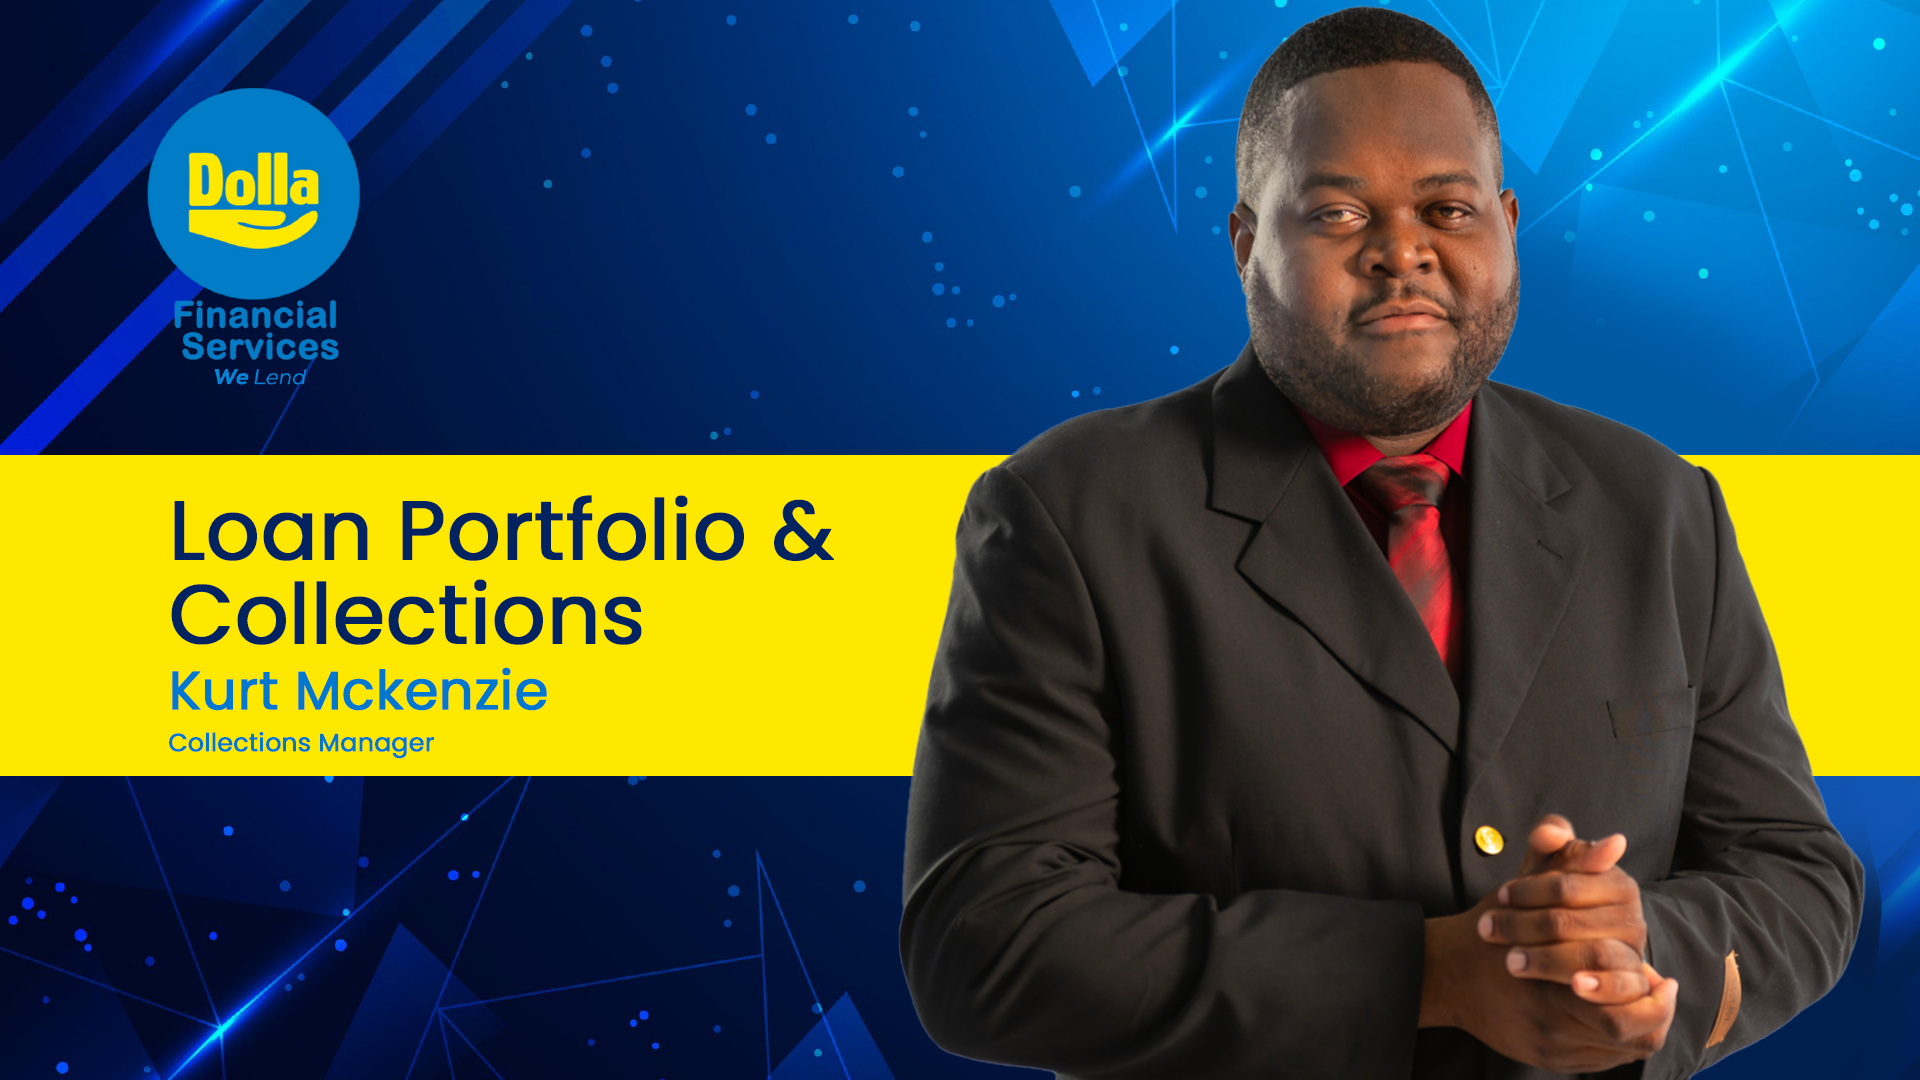 Dolla
Financial
Services
We Lend
Loan Portfolio &
Collections
Kurt Mckenzie
Collections Manager